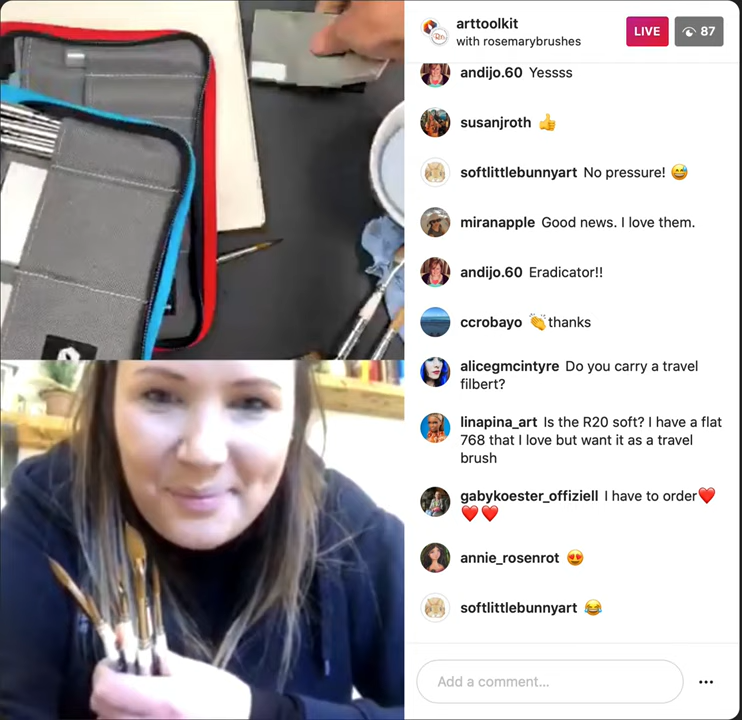 arttoolkit
with rosemarybrushes
LIVE
87
andijo.60 Yessss
susanjroth 👍
softlittlebunnyart No pressure! 😅
miranapple Good news. I love them.
andijo.60 Eradicator!!
ccrobayo 👏thanks
alicegmcintyre Do you carry a travel
filbert?
linapina_art Is the R20 soft? I have a flat
768 that I love but want it as a travel
brush
gabykoester_offiziell I have to order❤️
❤️❤️
annie_rosenrot 😍
softlittlebunnyart 😂
Add a comment...